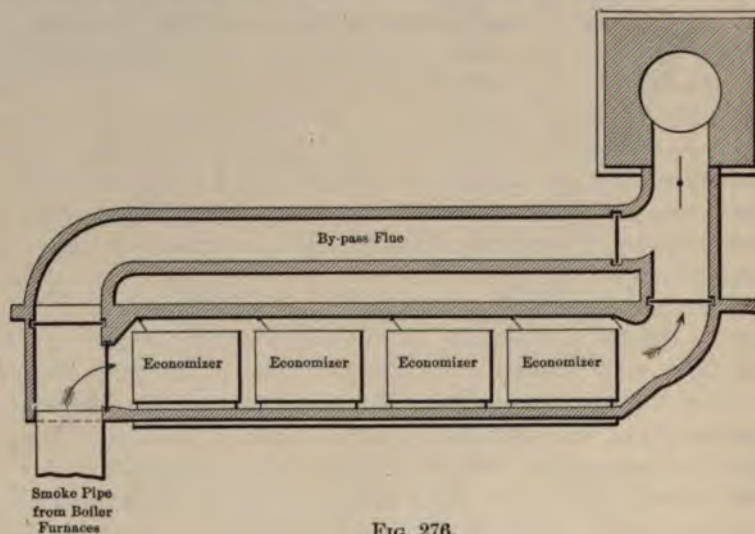 By-pass Flue
Economizer Economizer Economizer Economizer
Smoke Pipe
from Boiler
Furnaces
FIG. 276.